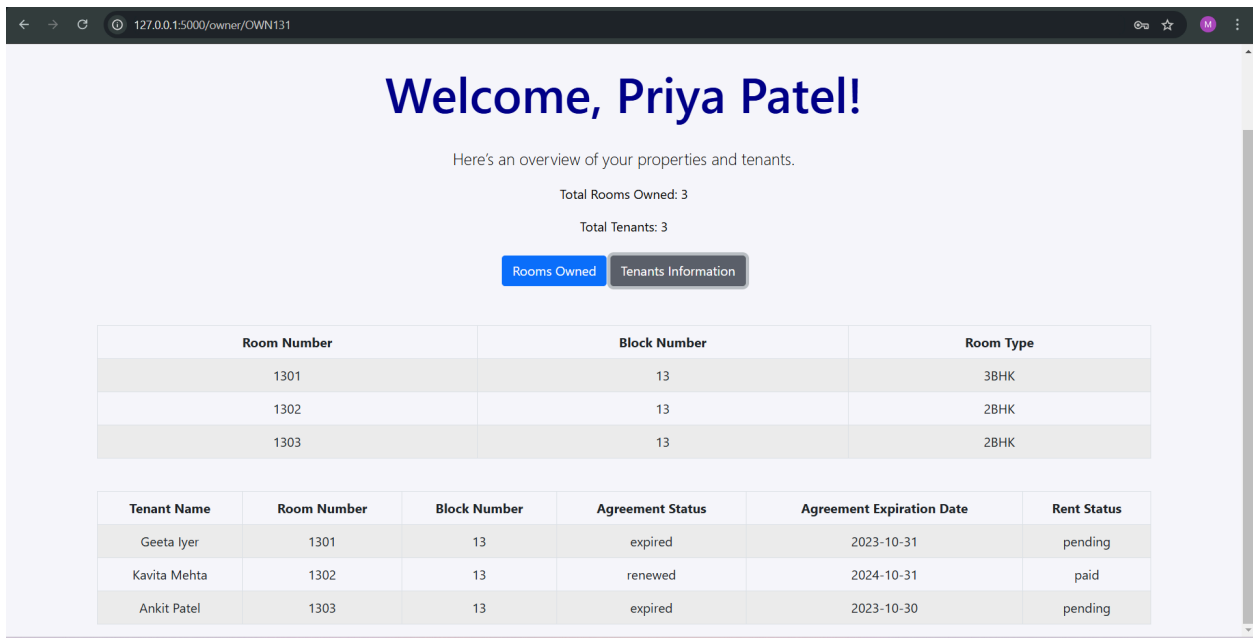 127.0.0.1:5000/owner/OWN131
M
Welcome, Priya Patel!
Here's an overview of your properties and tenants.
Total Rooms Owned: 3
Total Tenants: 3
Rooms Owned Tenants Information
Room Number Block Number Room Type
1301 13 3BHK
1302 13 2BHK
1303 13 2BHK
Tenant Name Room Number Block Number Agreement Status Agreement Expiration Date Rent Status
Geeta Iyer 1301 13 expired 2023-10-31 pending
Kavita Mehta 1302 13 renewed 2024-10-31 paid
Ankit Patel 1303 13 expired 2023-10-30 pending